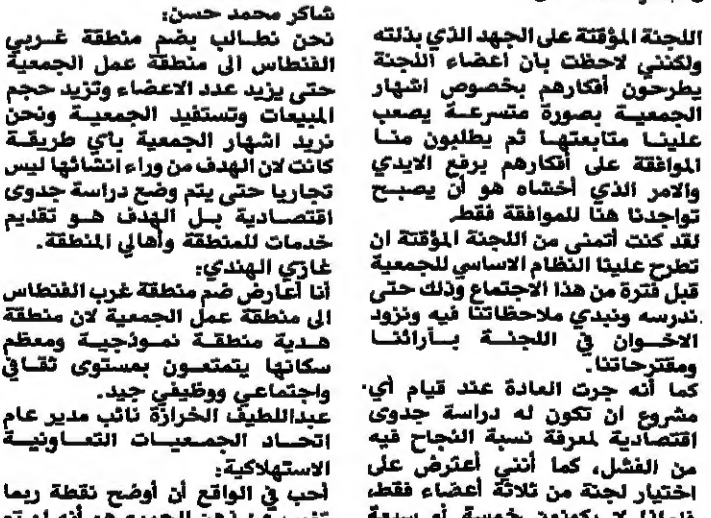 اللجنة المؤقتة على الجهد الذي بذلته
ولكنني لاحظت بان اعضاء اللجنة
يطرحون أفكارهم بخصوص اشهار
الجمعية بصورة متسرعة يصعب
علينا متابعتها ثم يطلبون منا
الموافقة على أفكارهم برفع الايدي
والامر الذي أخشاه هو أن يصبح
تواجدنا هنا للموافقة فقط.
لقد كنت أتمنى من اللجنة المؤقتة ان
تطرح علينا النظام الاساسي للجمعية
قبل فترة من هذا الاجتماع وذلك حتى
ندرسه ونبدي ملاحظاتنا فيه ونزود
الاخوان في اللجنة بآرائنا
ومقترحاتنا.
كما أنه جرت العادة عند قيام أي
مشروع ان تكون له دراسة جدوى
اقتصادية لمعرفة نسبة النجاح فيه
من الفشل، كما أنني أعترض على
اختيار لجنة من ثلاثة أعضاء فقط،
فلماذا لا يكونون خمسة أو سبعة
شاكر محمد حسن:
نحن نطالب بضم منطقة غربي
الفنطاس الى منطقة عمل الجمعية
حتى يزيد عدد الاعضاء وتزيد حجم
المبيعات وتستفيد الجمعية ونحن
نريد اشهار الجمعية بأي طريقة
كانت لان الهدف من وراء انشائها ليس
تجاريا حتى يتم وضع دراسة جدوى
اقتصادية بل الهدف هو تقديم
خدمات للمنطقة وأهالي المنطقة.
غازي الهندي:
أنا أعارض ضم منطقة غرب الفنطاس
الى منطقة عمل الجمعية لان منطقة
هدية منطقة نموذجية ومعظم
سكانها يتمتعون بمستوى ثقافي
واجتماعي ووظيفي جيد.
عبداللطيف الخرازة نائب مدير عام
اتحاد الجمعيات التعاونية
الاستهلاكية:
أحب في الواقع أن أوضح نقطة ربما